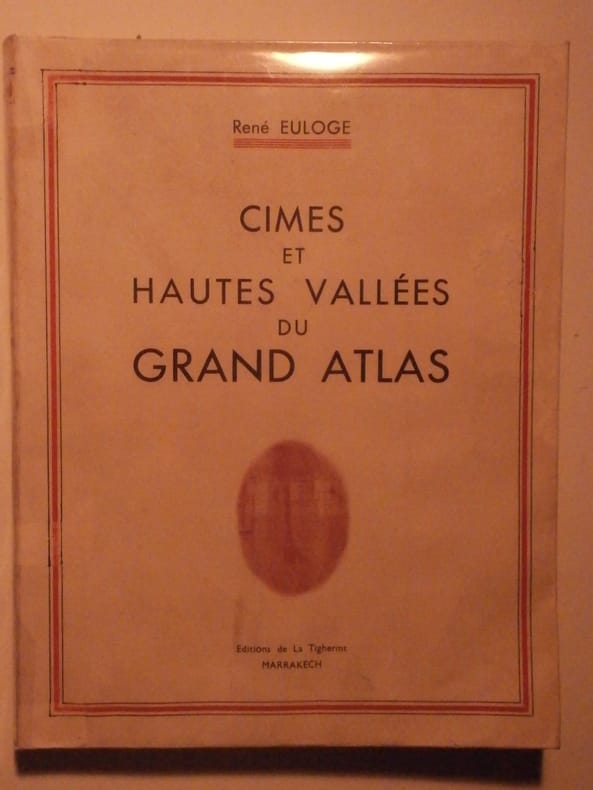 René EULOGE
CIMES
ET
HAUTES VALLÉES
DU
GRAND ATLAS
Editions de La Tighermt
MARRAKECH